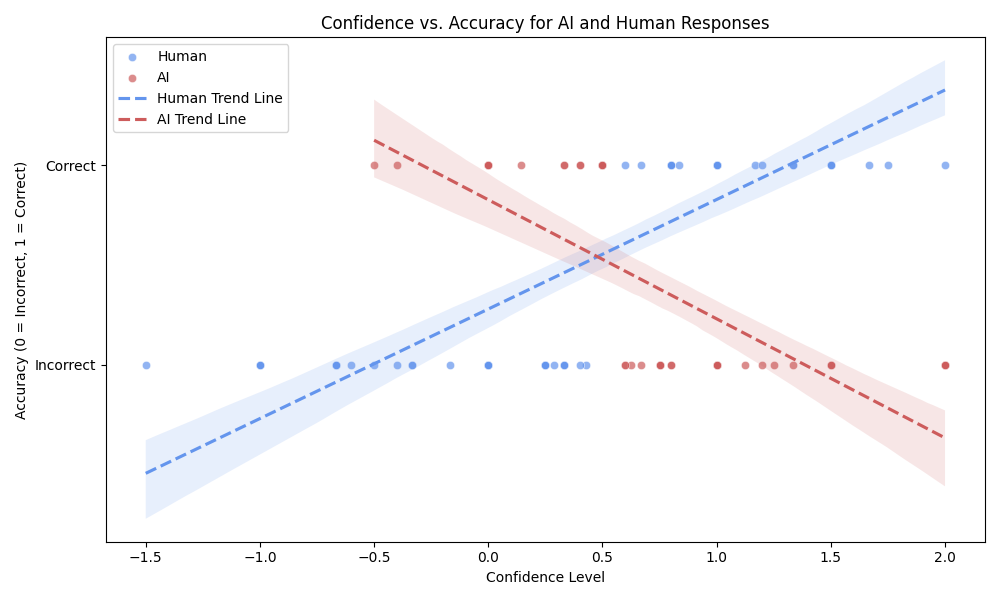 Confidence vs. Accuracy for AI and Human Responses
Human
AI
Human Trend Line
AI Trend Line
Accuracy (0 = Incorrect, 1 = Correct)
Correct
Incorrect
−1.5
−1.0
−0.5
0.0
0.5
1.0
1.5
2.0
Confidence Level